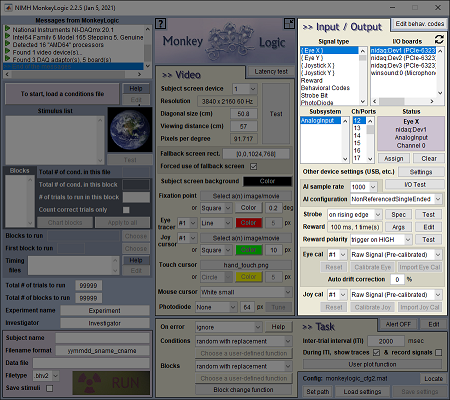 NIMH MonkeyLogic 2.2.5 (Jan 5, 2021)
Messages from MonkeyLogic
National Instruments NI-DAQmx 20.1
Intel64 Family 6 Model 165 Stepping 5, Genuine
Detected 16 "AMD64" processors
Found 1 video device(s)...
Found 3 DAQ adaptor(s), 5 board(s)
To start, load a conditions file
Help
Edit
Stimulus list
Test
Blocks
Total # of cond. in this file
Total # of cond. in this block
# of trials to run in this block
Count correct trials only
Chart blocks
Apply to all
Blocks to run
Choose
First block to run
Choose
Timing files
Help
Edit
Total # of trials to run
99999
Total # of blocks to run
99999
Experiment name
Experiment
Investigator
Investigator
Subject name
Filename format
yymmdd_sname_cname
Data file
Filetype
.bhv2
Save stimuli
RUN
?
Monkey Logic
>> Video
Latency test
Subject screen device
1
Resolution
3840 x 2160 60 Hz
Diagonal size (cm)
50.8
Test
Viewing distance (cm)
57
Pixels per degree
91.717
Fallback screen rect.
[0,0,1024,768]
Forced use of fallback screen
Subject screen background
Color
Fixation point
Select a(n) image/movie
or
Square
Color
0.2
deg
Eye tracer
#1
Line
Color
5
px
Joy cursor
#1
Select a(n) image/movie
or
Square
Color
10
px
Touch cursor
hand_touch.png
or
Circle
Color
5
px
Mouse cursor
White small
Photodiode
None
64
px
Tune
On error
ignore
Help
Conditions
random with replacement
Choose a user-defined function
Blocks
random with replacement
Choose a user-defined function
Block change function
>> Input / Output
Edit behav. codes
Signal type
I/O boards
{ Eye X }
{ Eye Y }
{ Joystick X }
{ Joystick Y }
Reward
Behavioral Codes
Strobe Bit
PhotoDiode
nidaq:Dev1 (PCIe-6323)
nidaq:Dev2 (PCIe-6323)
winsound:0 (Microphone
Subsystem
Ch/Ports
Status
AnalogInput
12
13
14
15
16
17
Eye X
nidaq:Dev1
AnalogInput
Channel 0
Assign
Clear
Other device settings (USB, etc.)
Settings
AI sample rate
1000
I/O Test
AI configuration
NonReferencedSingleEnded
Strobe
on rising edge
Spec
Test
Reward
100 ms, 1 time(s)
Args
Edit
Reward polarity
trigger on HIGH
Test
Eye cal
#1
Raw Signal (Pre-calibrated)
Reset
Calibrate Eye
Import Eye Cal
Auto drift correction
0
%
Joy cal
#1
Raw Signal (Pre-calibrated)
Reset
Calibrate Joy
Import Joy Cal
>> Task
Alert OFF
Edit
Inter-trial interval (ITI)
2000
msec
During ITI, show traces
& record signals
User plot function
Config: monkeylogic_cfg2.mat
Locate
Set path
Load settings
Save settings